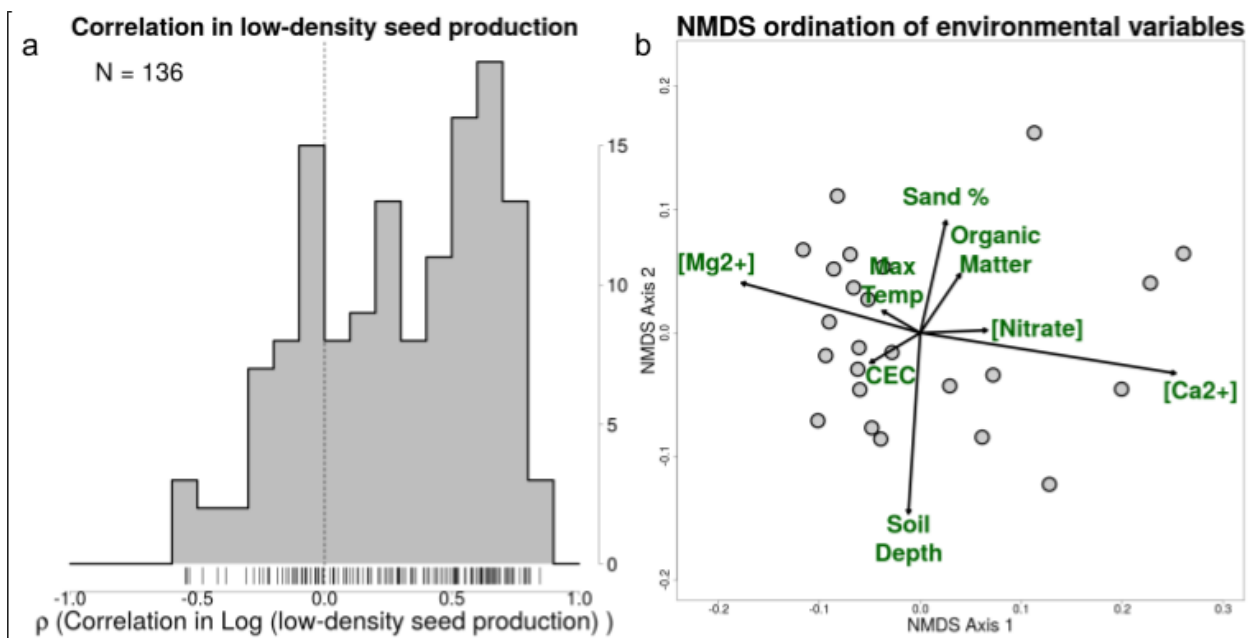 Correlation in low-density seed production
a
N = 136
15
10
5
0
-1.0 -0.5 0.0 0.5 1.0
ρ (Correlation in Log (low-density seed production) )
NMDS ordination of environmental variables
b
0.2
0.1
0.0
-0.1
-0.2
NMDS Axis 2
Sand %
Organic
Matter
[Mg2+]
Max
Temp
[Nitrate]
CEC
[Ca2+]
Soil
Depth
-0.2 -0.1 0.0 0.1 0.2 0.3
NMDS Axis 1